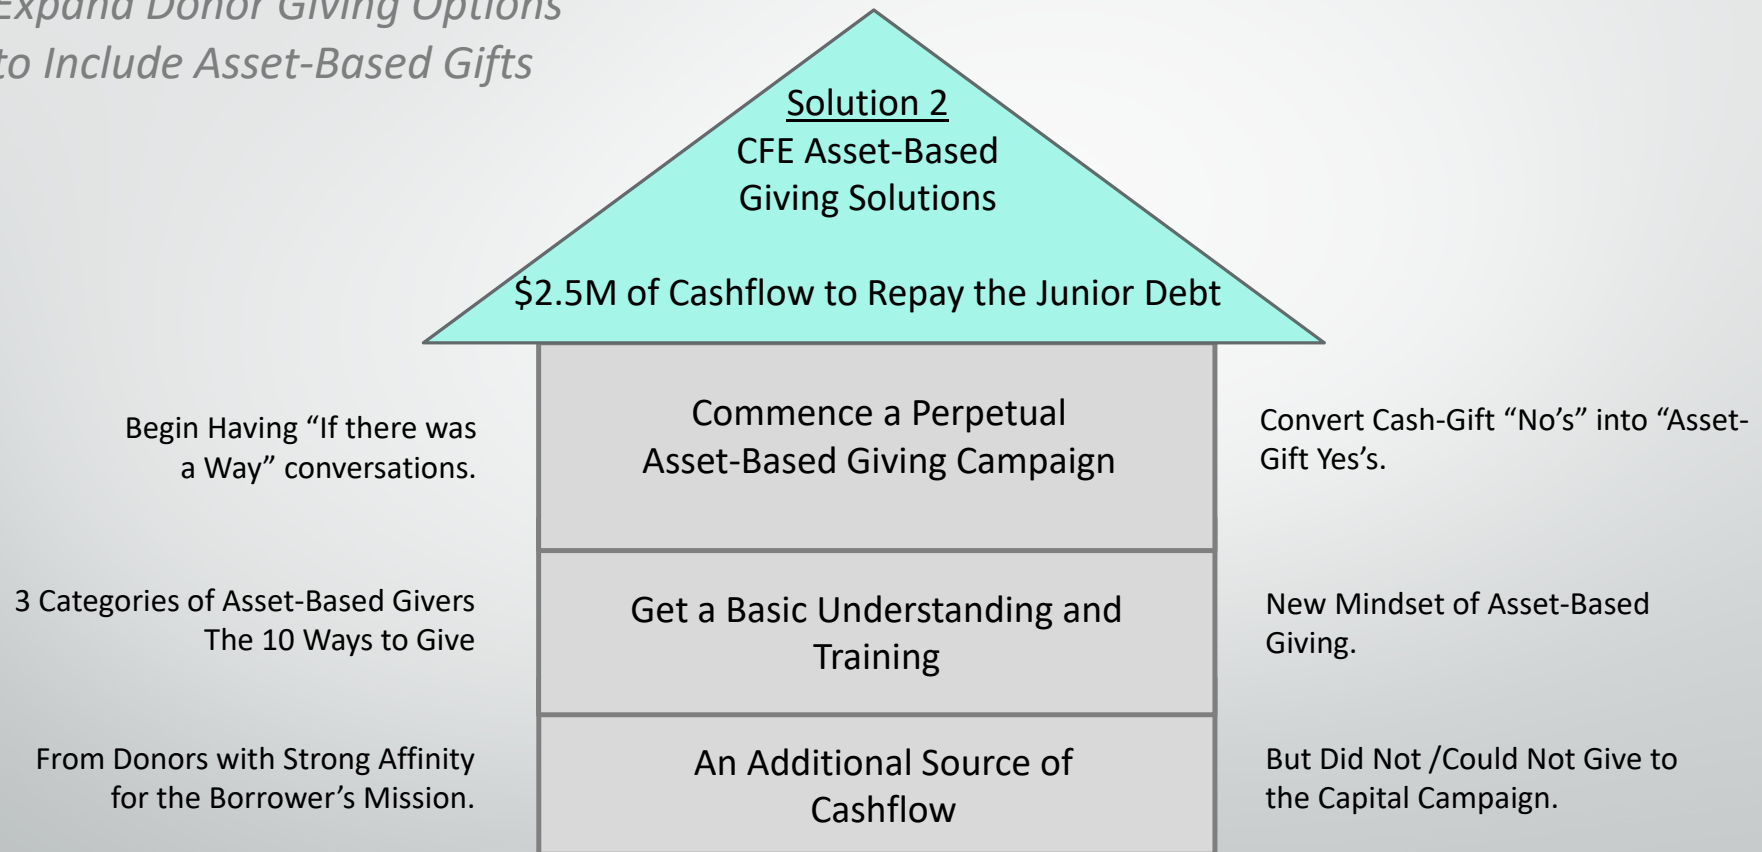 Expand Donor Giving Options
to Include Asset-Based Gifts
Solution 2
CFE Asset-Based
Giving Solutions
$2.5M of Cashflow to Repay the Junior Debt
Begin Having “If there was
a Way” conversations.
Commence a Perpetual
Asset-Based Giving Campaign
Convert Cash-Gift “No’s” into “Asset-
Gift Yes’s.
3 Categories of Asset-Based Givers
The 10 Ways to Give
Get a Basic Understanding and
Training
New Mindset of Asset-Based
Giving.
From Donors with Strong Affinity
for the Borrower’s Mission.
An Additional Source of
Cashflow
But Did Not /Could Not Give to
the Capital Campaign.